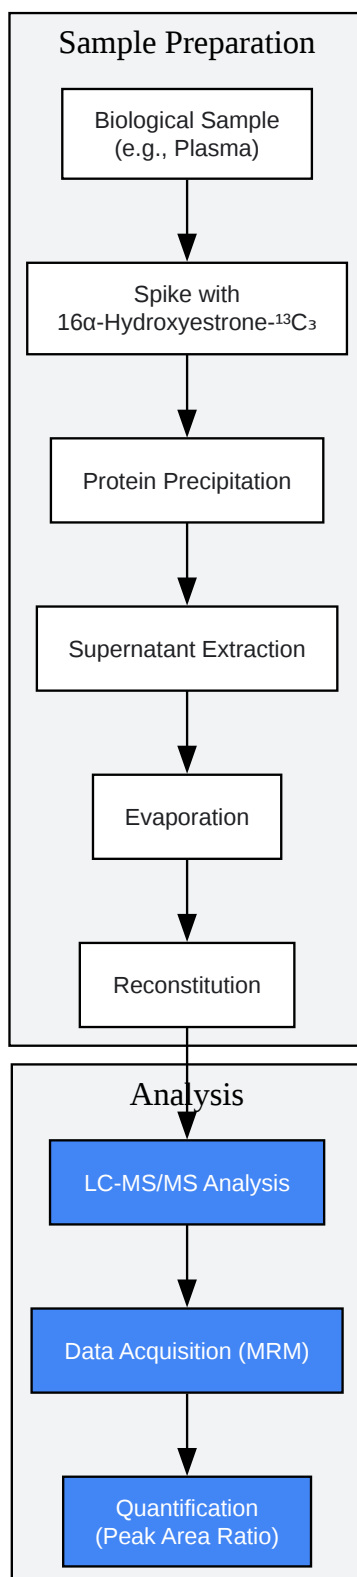 Sample Preparation
Biological Sample
(e.g., Plasma)
Spike with
16α-Hydroxyestrone-¹³C₃
Protein Precipitation
Supernatant Extraction
Evaporation
Reconstitution
Analysis
LC-MS/MS Analysis
Data Acquisition (MRM)
Quantification
(Peak Area Ratio)